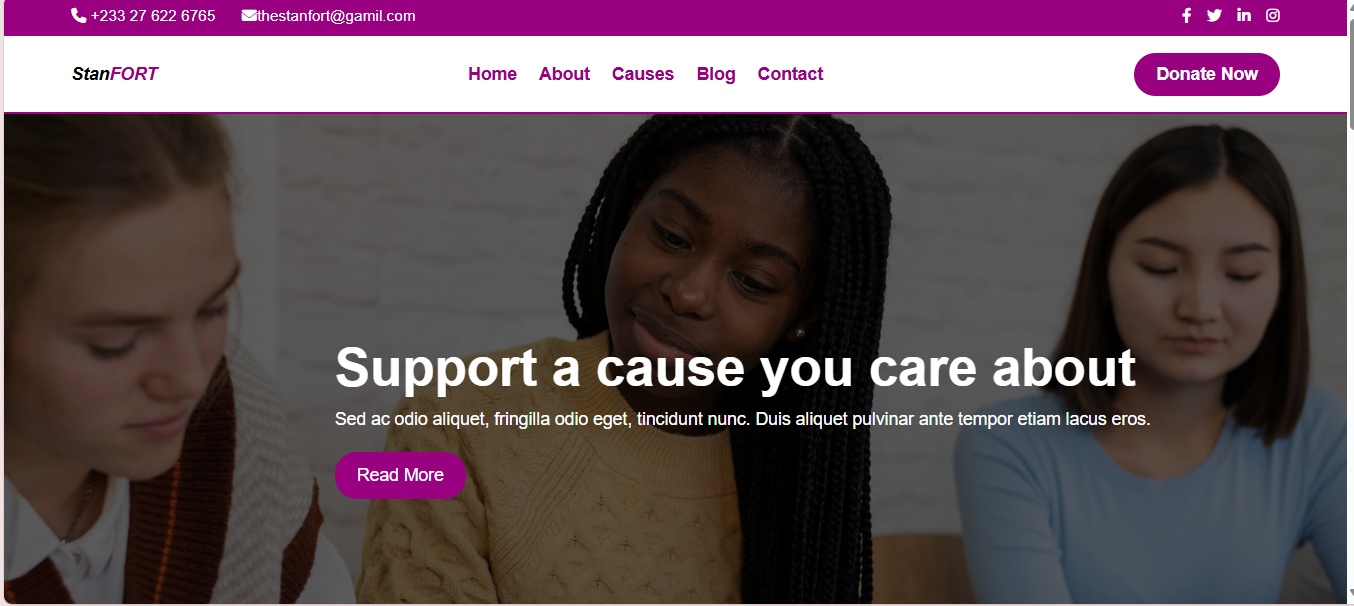 +233 27 622 6765 thestanfort@gamil.com
StanFORT Home About Causes Blog Contact Donate Now
Support a cause you care about
Sed ac odio aliquet, fringilla odio eget, tincidunt nunc. Duis aliquet pulvinar ante tempor etiam lacus eros.
Read More